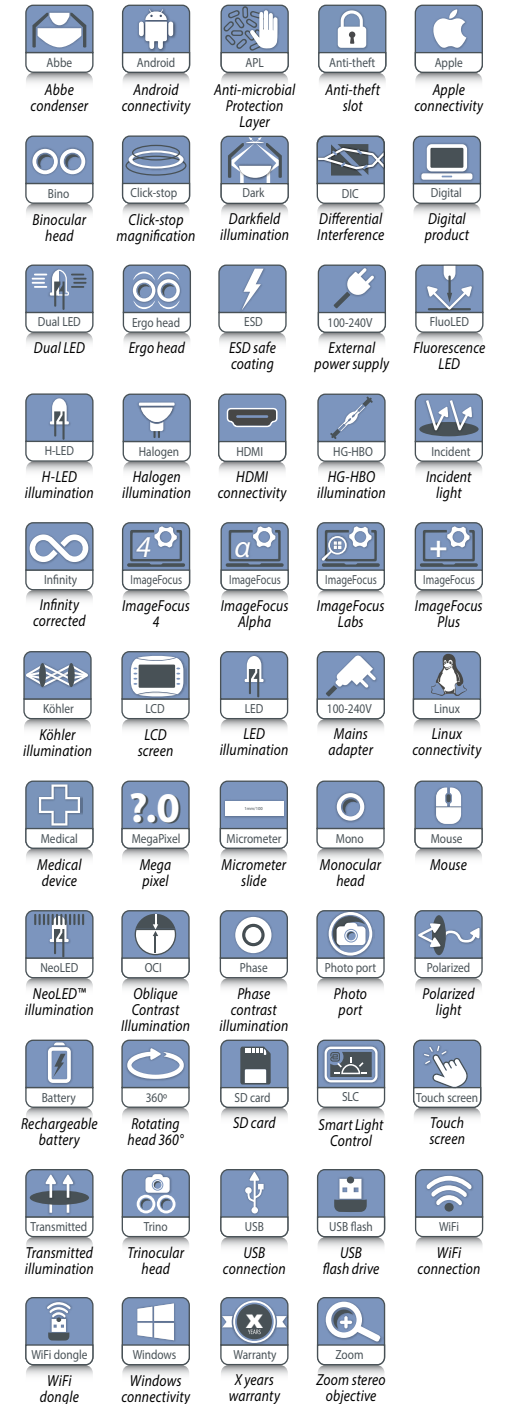 Abbe
Android
APL
Anti-theft
Apple
Abbe
condenser
Android
connectivity
Anti-microbial
Protection
Layer
Anti-theft
slot
Apple
connectivity
Bino
Click-stop
Dark
DIC
Digital
Binocular
head
Click-stop
magnification
Darkfield
illumination
Differential
Interference
Digital
product
Dual LED
Ergo head
ESD
100-240V
FluoLED
Dual LED
Ergo head
ESD safe
coating
External
power supply
Fluorescence
LED
H-LED
Halogen
HDMI
HG-HBO
Incident
H-LED
illumination
Halogen
illumination
HDMI
connectivity
HG-HBO
illumination
Incident
light
Infinity
4
ImageFocus
α
ImageFocus
ImageFocus
+
ImageFocus
Infinity
corrected
ImageFocus
4
ImageFocus
Alpha
ImageFocus
Labs
ImageFocus
Plus
Köhler
LCD
LED
100-240V
Linux
Köhler
illumination
LCD
screen
LED
illumination
Mains
adapter
Linux
connectivity
Medical
?.0
MegaPixel
Micrometer
Mono
Mouse
Medical
device
Mega
pixel
Micrometer
slide
Monocular
head
Mouse
NeoLED
OCI
Phase
Photo port
Polarized
NeoLED™
illumination
Oblique
Contrast
Illumination
Phase
contrast
illumination
Photo
port
Polarized
light
Battery
360º
SD card
SLC
Touch screen
Rechargeable
battery
Rotating
head 360°
SD card
Smart Light
Control
Touch
screen
Transmitted
Trino
USB
USB flash
WiFi
Transmitted
illumination
Trinocular
head
USB
connection
USB
flash drive
WiFi
connection
WiFi dongle
Windows
X
YEARS
Warranty
Zoom
WiFi
dongle
Windows
connectivity
X years
warranty
Zoom stereo
objective